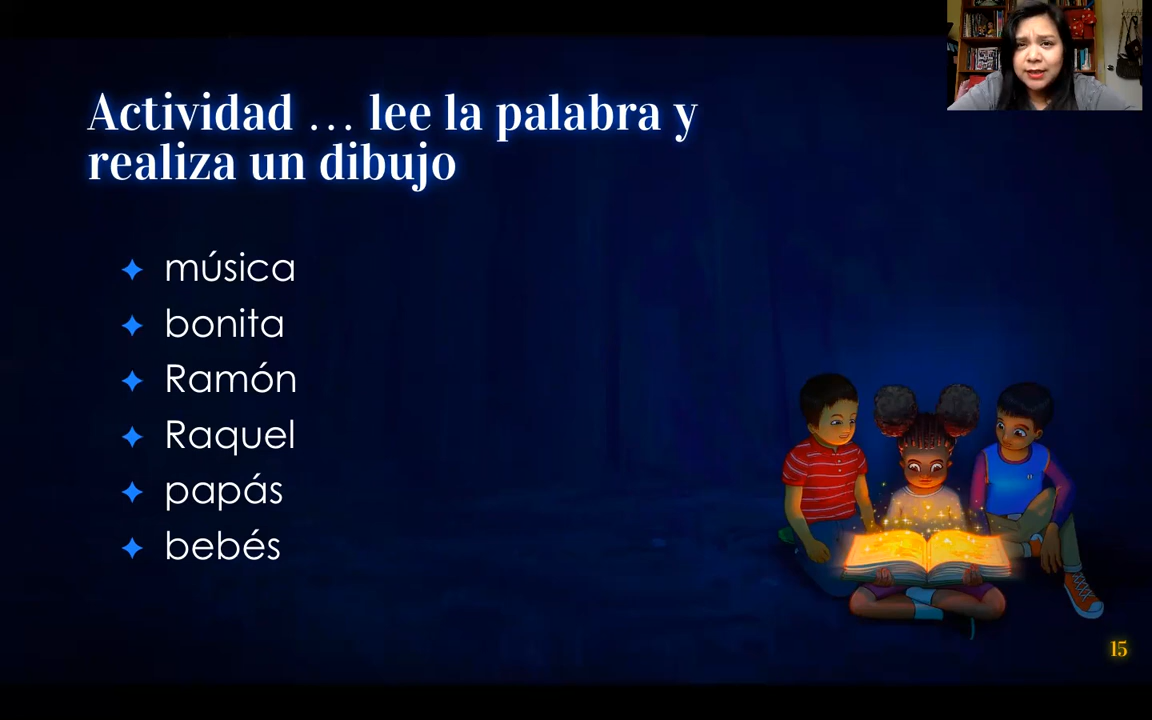 Actividad ... lee la palabra y
realiza un dibujo
música
bonita
Ramón
Raquel
papás
bebés
15